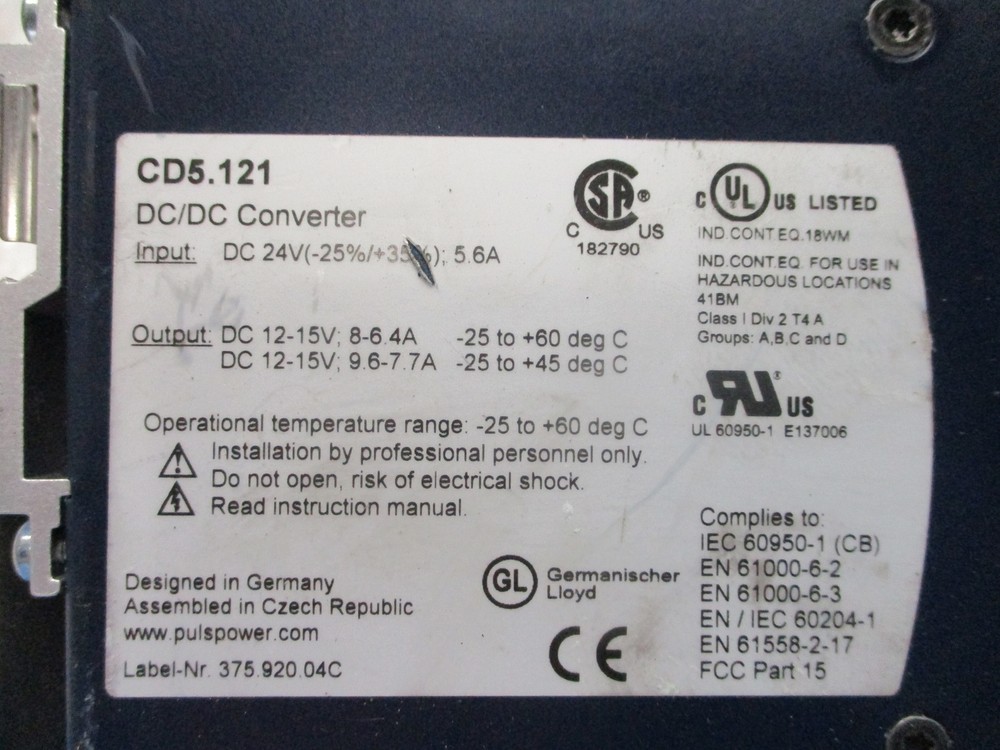 CD5.121
DC/DC Converter
Input: DC 24V(-25%/+35%); 5.6A
Output: DC 12-15V; 8-6.4A -25 to +60 deg C
DC 12-15V; 9.6-7.7A -25 to +45 deg C
Operational temperature range: -25 to +60 deg C
Installation by professional personnel only.
Do not open, risk of electrical shock.
Read instruction manual.
Designed in Germany
Assembled in Czech Republic
www.pulspower.com
Label-Nr. 375.920.04C
SA ®
C US
182790
GL Germanischer
Lloyd
CE
C UL US LISTED
IND.CONT.EQ.18WM
IND.CONT.EQ. FOR USE IN
HAZARDOUS LOCATIONS
41BM
Class I Div 2 T4 A
Groups: A,B,C and D
C RU ® US
UL 60950-1 E137006
Complies to:
IEC 60950-1 (CB)
EN 61000-6-2
EN 61000-6-3
EN / IEC 60204-1
EN 61558-2-17
FCC Part 15